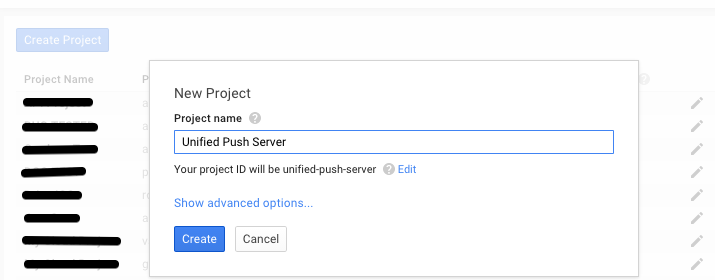 Create Project
Project Name
New Project
Project name ?
Unified Push Server
Your project ID will be unified-push-server ? Edit
Show advanced options...
Create Cancel